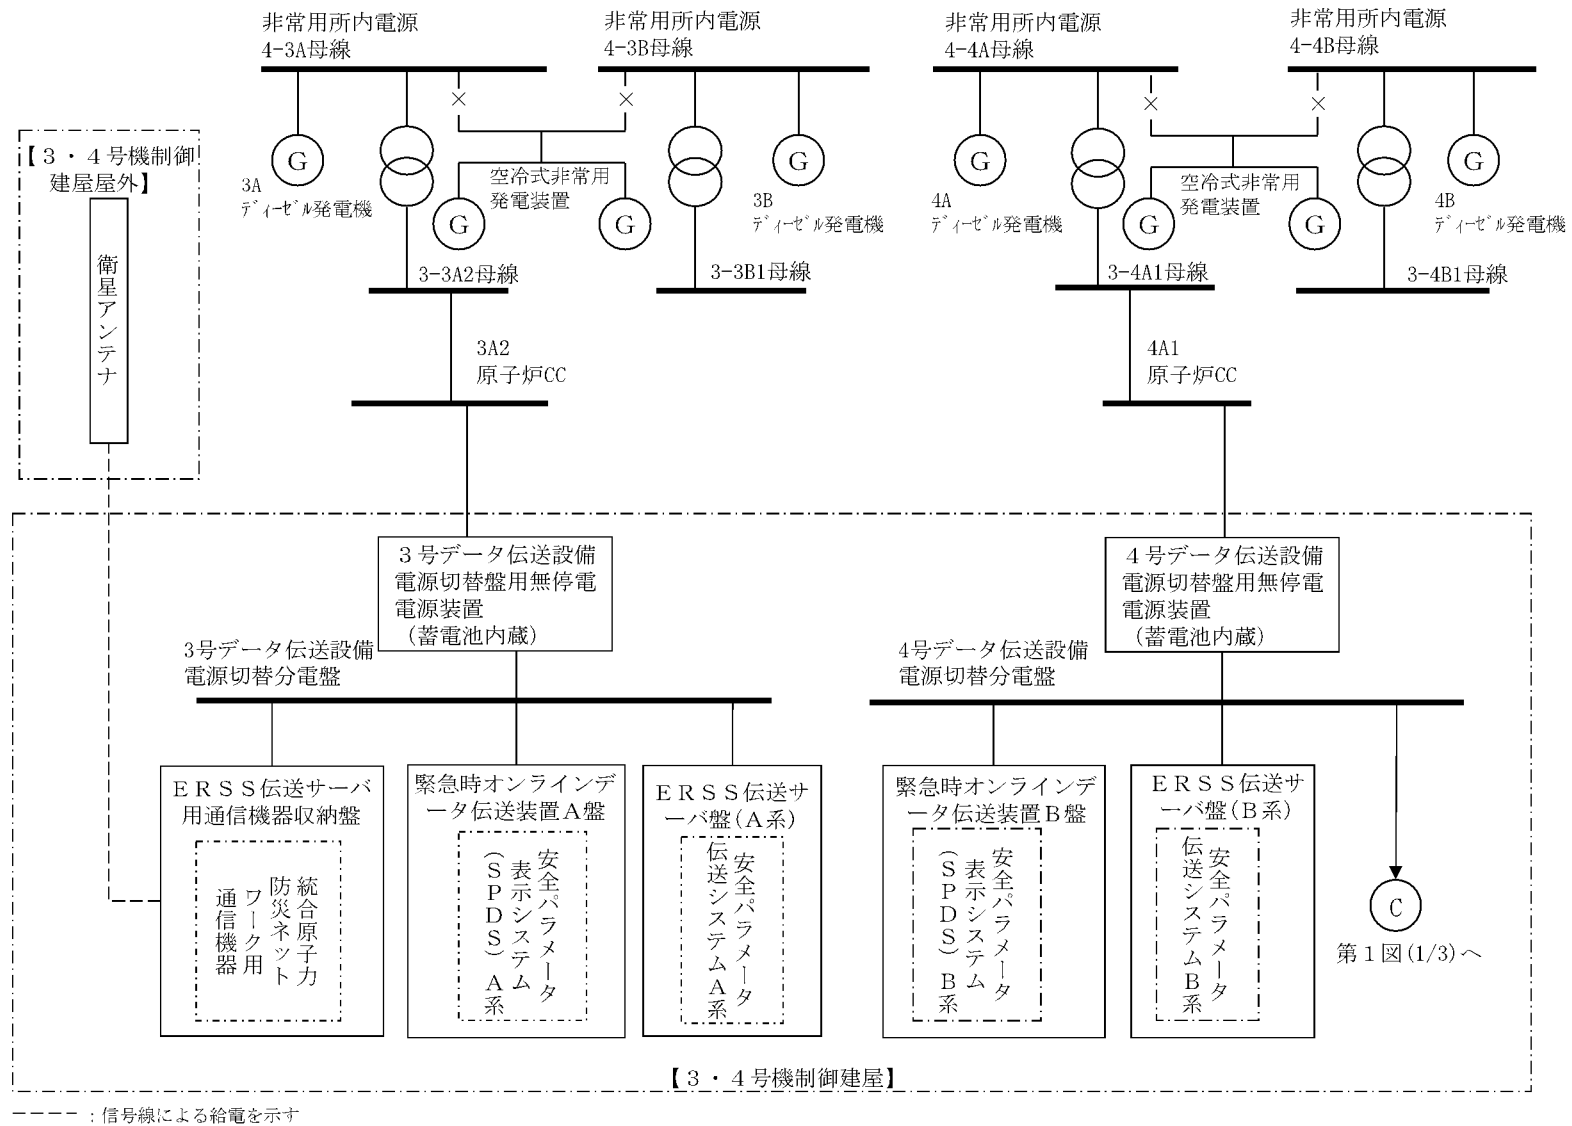 非常用所内電源
4-3A母線
非常用所内電源
4-3B母線
非常用所内電源
4-4A母線
非常用所内電源
4-4B母線
×
×
×
×
G
3A
ディーゼル発電機
空冷式非常用
発電装置
G
G
G
3B
ディーゼル発電機
G
4A
ディーゼル発電機
空冷式非常用
発電装置
G
G
G
4B
ディーゼル発電機
【３・４号機制御
建屋屋外】
衛星アンテナ
3-3A2母線
3-3B1母線
3-4A1母線
3-4B1母線
3A2
原子炉CC
4A1
原子炉CC
３号データ伝送設備
電源切替盤用無停電
電源装置
（蓄電池内蔵）
４号データ伝送設備
電源切替盤用無停電
電源装置
（蓄電池内蔵）
3号データ伝送設備
電源切替分電盤
4号データ伝送設備
電源切替分電盤
ＥＲＳＳ伝送サーバ
用通信機器収納盤
統合原子力
防災ネット
ワーク用
通信機器
緊急時オンラインデ
ータ伝送装置Ａ盤
安全パラメータ
表示システム
（ＳＰＤＳ）Ａ系
ＥＲＳＳ伝送サ
ーバ盤(Ａ系)
安全パラメータ
伝送システムＡ系
緊急時オンラインデ
ータ伝送装置Ｂ盤
安全パラメータ
表示システム
（ＳＰＤＳ）Ｂ系
ＥＲＳＳ伝送サ
ーバ盤(Ｂ系)
安全パラメータ
伝送システムＢ系
C
第１図(1/3)へ
【３・４号機制御建屋】
：信号線による給電を示す